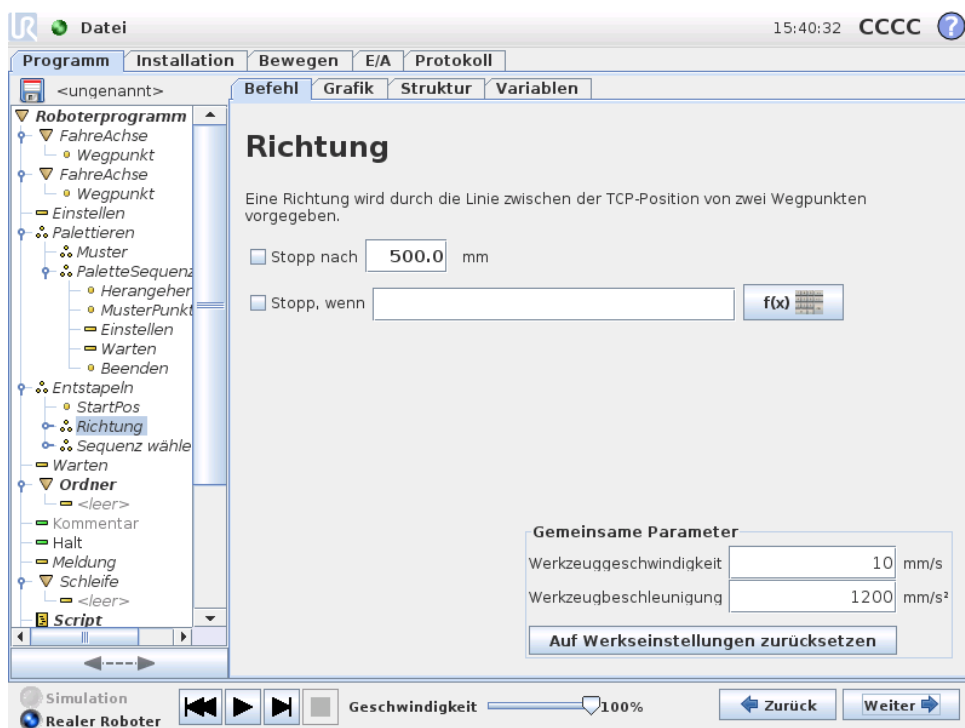 UR Datei 15:40:32 CCCC ?
Programm Installation Bewegen E/A Protokoll
<ungenannt>
Befehl Grafik Struktur Variablen
Roboterprogramm
FahreAchse
Wegpunkt
FahreAchse
Wegpunkt
Einstellen
Palettieren
Muster
PaletteSequenz
Herangehen
MusterPunkt
Einstellen
Warten
Beenden
Entstapeln
StartPos
Richtung
Sequenz wähle
Warten
Ordner
<leer>
Kommentar
Halt
Meldung
Schleife
<leer>
Script
Richtung
Eine Richtung wird durch die Linie zwischen der TCP-Position von zwei Wegpunkten
vorgegeben.
Stopp nach 500.0 mm
Stopp, wenn f(x)
Gemeinsame Parameter
Werkzeuggeschwindigkeit 10 mm/s
Werkzeugbeschleunigung 1200 mm/s²
Auf Werkseinstellungen zurücksetzen
Simulation
Realer Roboter
Geschwindigkeit 100%
Zurück Weiter